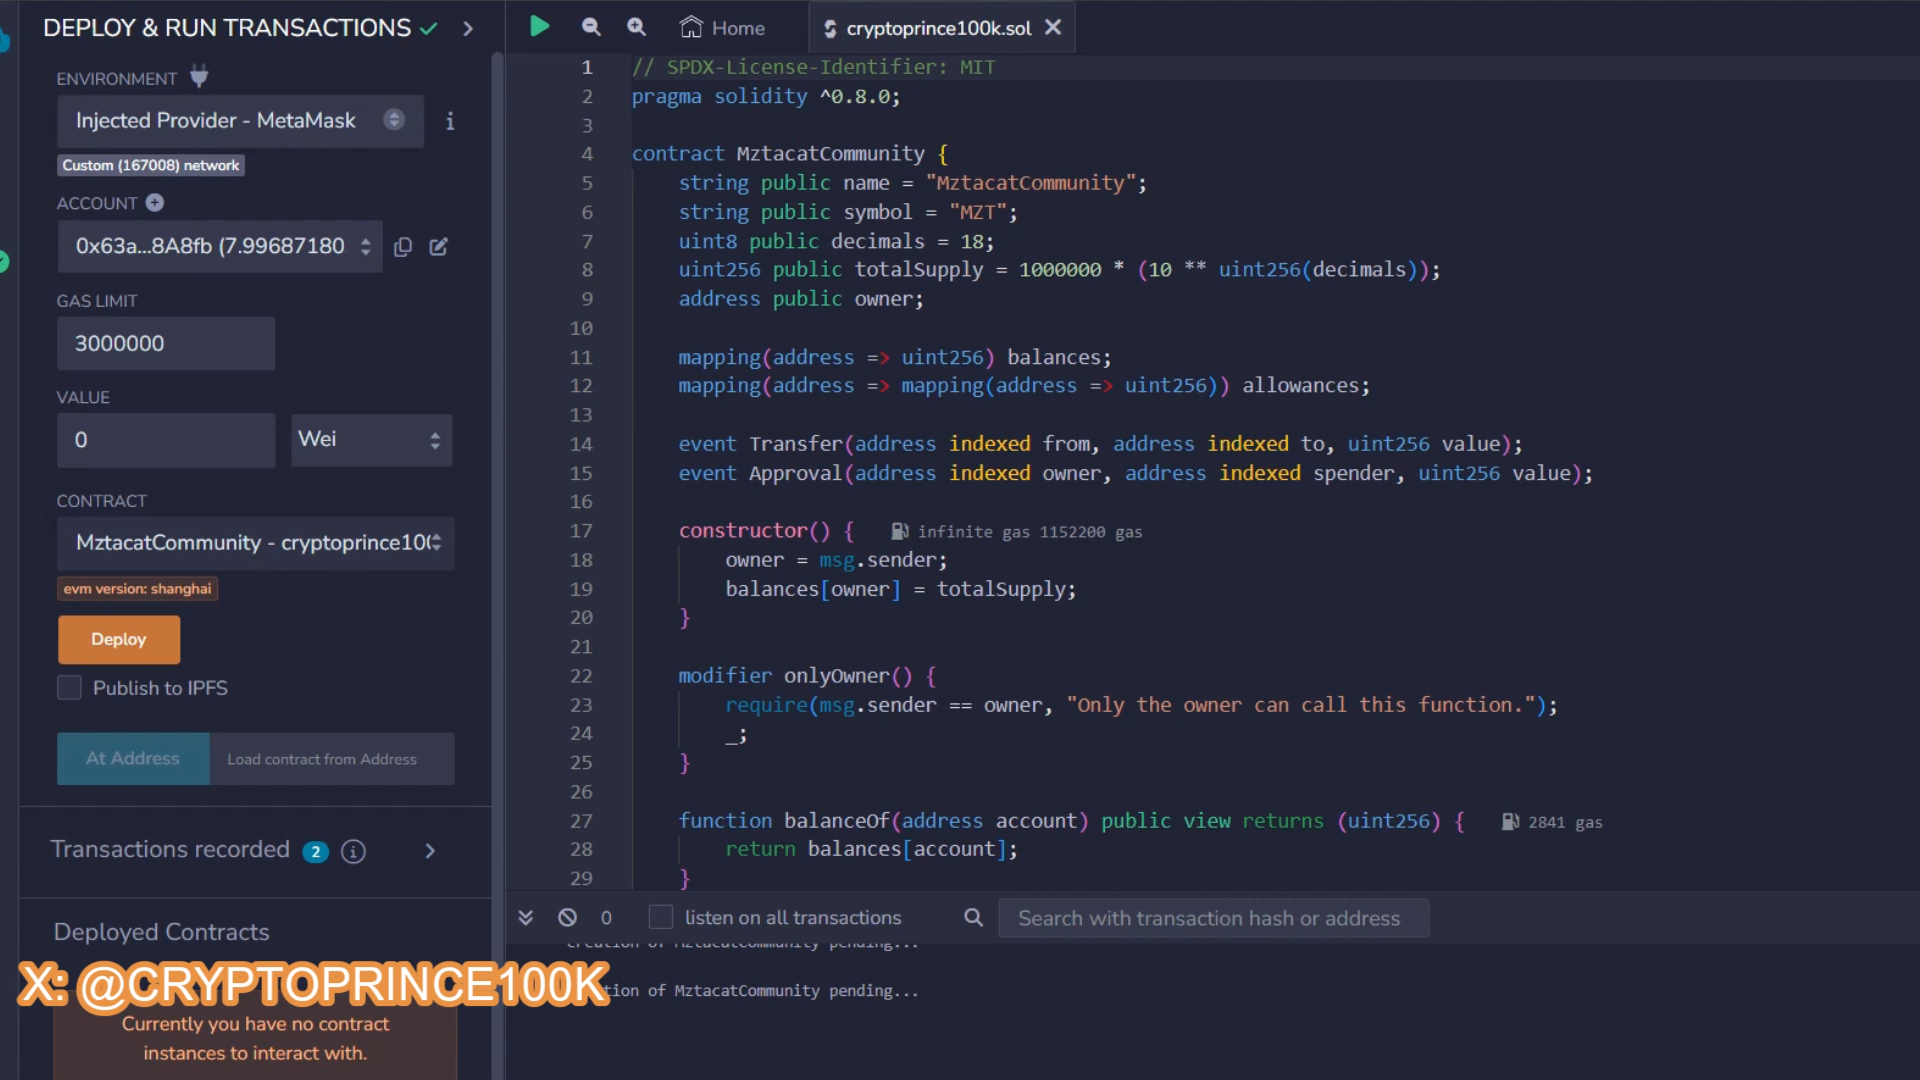 DEPLOY & RUN TRANSACTIONS
ENVIRONMENT
Injected Provider - MetaMask
Custom (167008) network
ACCOUNT
0x63a...8A8fb (7.99687180
GAS LIMIT
3000000
VALUE
0
Wei
CONTRACT
MztacatCommunity - cryptoprince10
evm version: shanghai
Deploy
Publish to IPFS
At Address
Load contract from Address
Transactions recorded 2 i
Deployed Contracts
X: @CRYPTOPRINCE100K
Currently you have no contract
instances to interact with.
Home
cryptoprince100k.sol
1 // SPDX-License-Identifier: MIT
2 pragma solidity ^0.8.0;
3
4 contract MztacatCommunity {
5 string public name = "MztacatCommunity";
6 string public symbol = "MZT";
7 uint8 public decimals = 18;
8 uint256 public totalSupply = 1000000 * (10 ** uint256(decimals));
9 address public owner;
10
11 mapping(address => uint256) balances;
12 mapping(address => mapping(address => uint256)) allowances;
13
14 event Transfer(address indexed from, address indexed to, uint256 value);
15 event Approval(address indexed owner, address indexed spender, uint256 value);
16
17 constructor() { infinite gas 1152200 gas
18 owner = msg.sender;
19 balances[owner] = totalSupply;
20 }
21
22 modifier onlyOwner() {
23 require(msg.sender == owner, "Only the owner can call this function.");
24 _;
25 }
26
27 function balanceOf(address account) public view returns (uint256) { 2841 gas
28 return balances[account];
29 }
0
listen on all transactions
Search with transaction hash or address
creation of MztacatCommunity pending...
tion of MztacatCommunity pending...